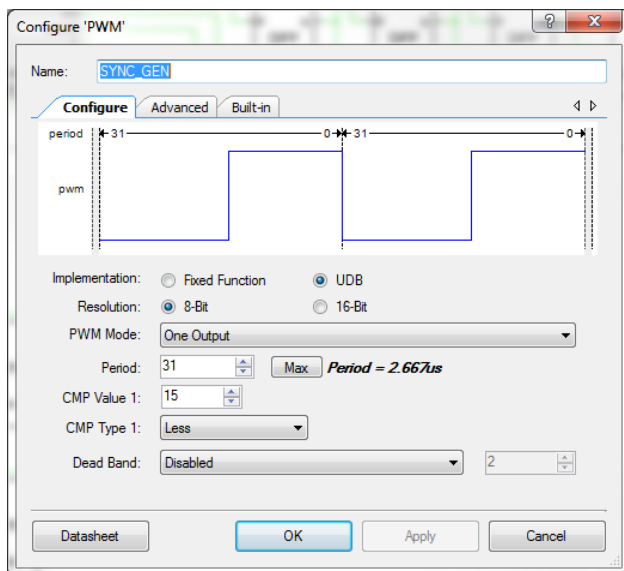 Configure 'PWM'
Name: SYNC_GEN
Configure Advanced Built-in
period 31 0 31 0
pwm
Implementation: Fixed Function UDB
Resolution: 8-Bit 16-Bit
PWM Mode: One Output
Period: 31 Max Period = 2.667us
CMP Value 1: 15
CMP Type 1: Less
Dead Band: Disabled 2
Datasheet OK Apply Cancel